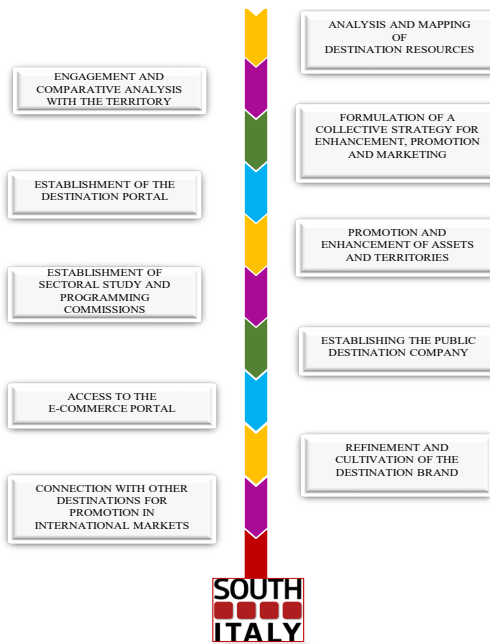 ANALYSIS AND MAPPING
OF
DESTINATION RESOURCES
ENGAGEMENT AND
COMPARATIVE ANALYSIS
WITH THE TERRITORY
FORMULATION OF A
COLLECTIVE STRATEGY FOR
ENHANCEMENT, PROMOTION
AND MARKETING
ESTABLISHMENT OF THE
DESTINATION PORTAL
PROMOTION AND
ENHANCEMENT OF ASSETS
AND TERRITORIES
ESTABLISHMENT OF
SECTORAL STUDY AND
PROGRAMMING
COMMISSIONS
ESTABLISHING THE PUBLIC
DESTINATION COMPANY
ACCESS TO THE
E-COMMERCE PORTAL
REFINEMENT AND
CULTIVATION OF THE
DESTINATION BRAND
CONNECTION WITH OTHER
DESTINATIONS FOR
PROMOTION IN
INTERNATIONAL MARKETS
SOUTH
ITALY